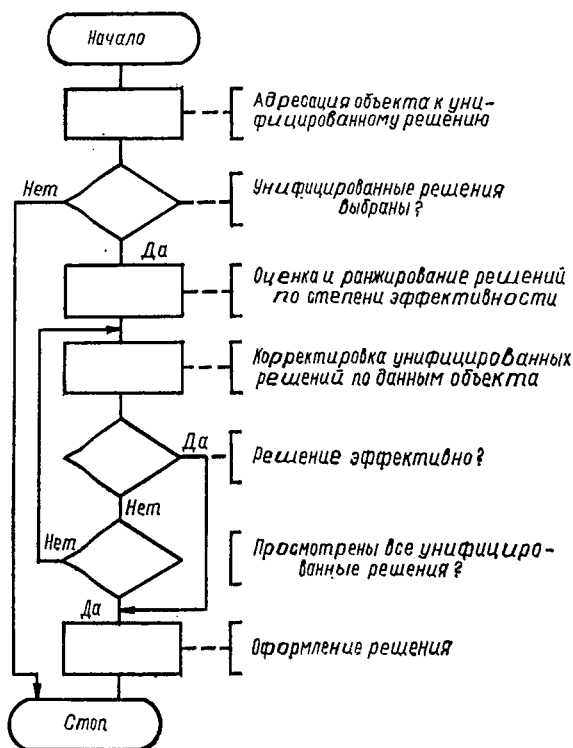 Начало
Адресация объекта к уни-
фицированному решению
Нет
Унифицированные решения
выбраны?
Да
Оценка и ранжирование решений
по степени эффективности
Корректировка унифицированных
решений по данным объекта
Да
Решение эффективно?
Нет
Нет
Просмотрены все унифициро-
ванные решения?
Да
Оформление решения
Стоп